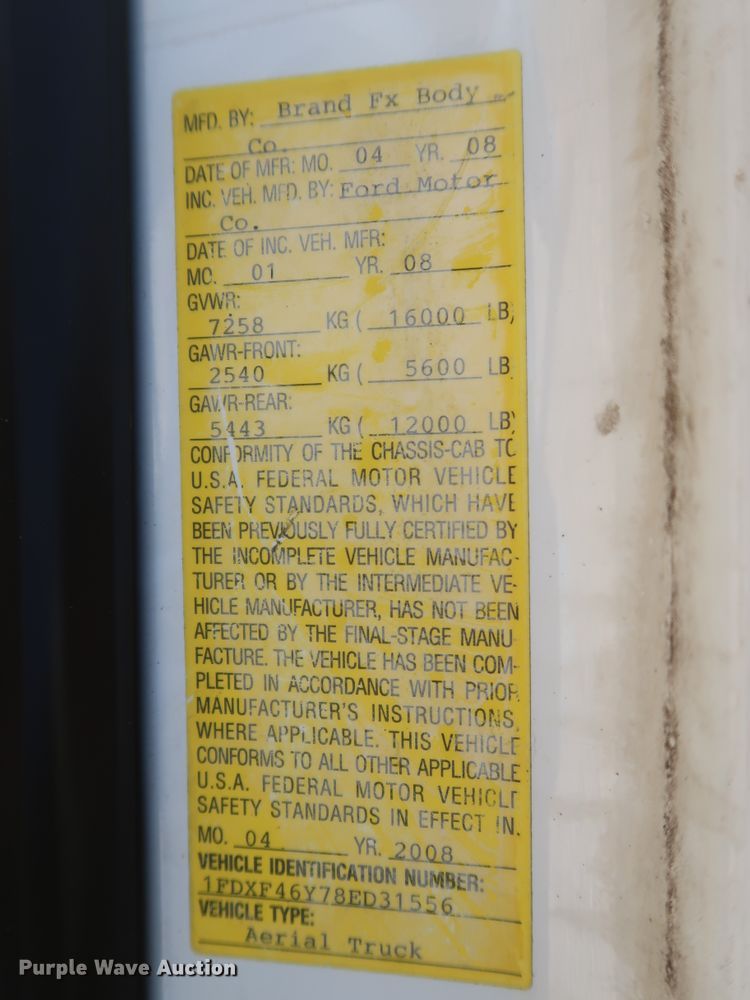 MFD. BY: Brand Fx Body
Co.
DATE OF MFR: MO. 04 YR. 08
INC. VEH. MFD. BY: Ford Motor
Co.
DATE OF INC. VEH. MFR:
MO. 01 YR. 08
GVWR:
7258 KG ( 16000 LB)
GAWR-FRONT:
2540 KG ( 5600 LB
GAWR-REAR:
5443 KG ( 12000 LB)
CONFORMITY OF THE CHASSIS-CAB TO
U.S.A. FEDERAL MOTOR VEHICLE
SAFETY STANDARDS, WHICH HAVE
BEEN PREVIOUSLY FULLY CERTIFIED BY
THE INCOMPLETE VEHICLE MANUFAC-
TURER OR BY THE INTERMEDIATE VE-
HICLE MANUFACTURER, HAS NOT BEEN
AFFECTED BY THE FINAL-STAGE MANU-
FACTURE. THE VEHICLE HAS BEEN COM-
PLETED IN ACCORDANCE WITH PRIOR
MANUFACTURER'S INSTRUCTIONS,
WHERE APPLICABLE. THIS VEHICLE
CONFORMS TO ALL OTHER APPLICABLE
U.S.A. FEDERAL MOTOR VEHICLE
SAFETY STANDARDS IN EFFECT IN.
MO. 04 YR. 2008
VEHICLE IDENTIFICATION NUMBER:
1FDXF46Y78ED31556
VEHICLE TYPE:
Aerial Truck
Purple Wave Auction